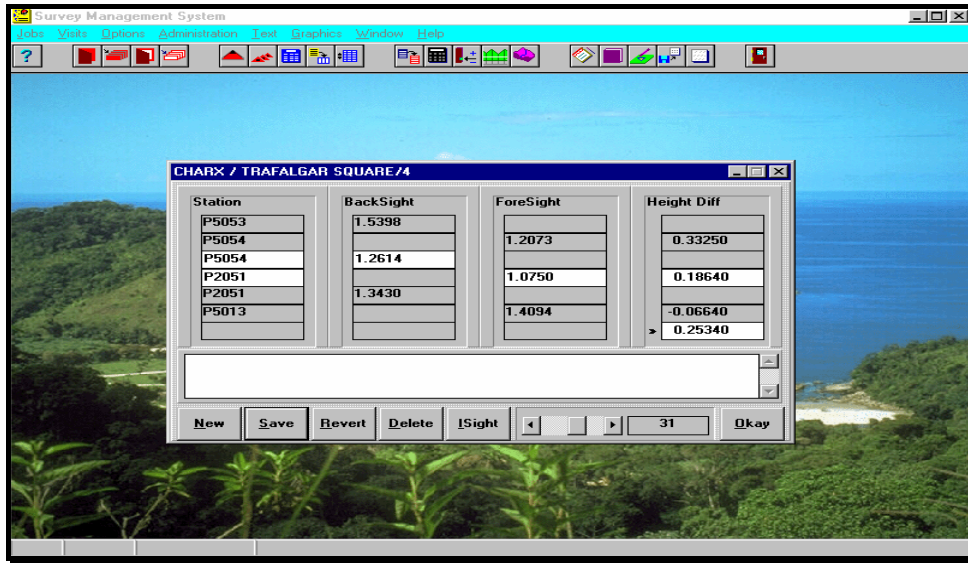 Survey Management System
Jobs Visits Options Administration Text Graphics Window Help
?
CHARX / TRAFALGAR SQUARE/4
Station BackSight ForeSight Height Diff
P5053 1.5398
P5054 1.2073 0.33250
P5054 1.2614
P2051 1.0750 0.18640
P2051 1.3430
P5013 1.4094 -0.06640
» 0.25340
New Save Revert Delete ISight 31 Okay